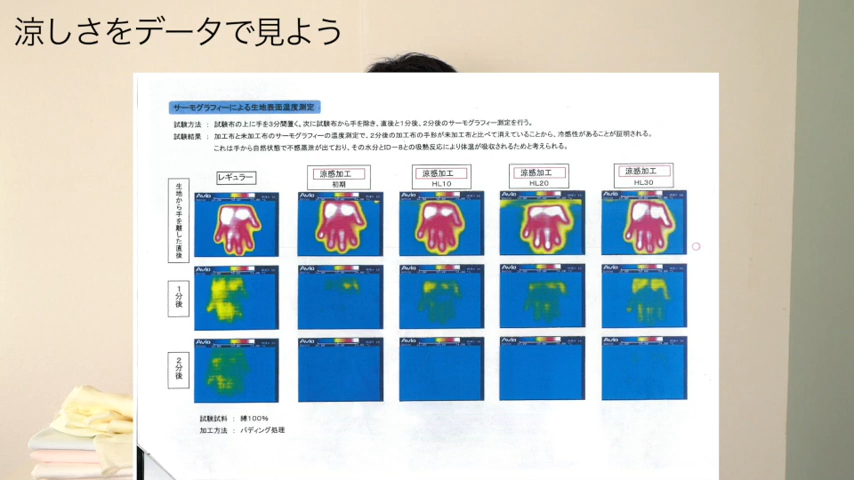 涼しさをデータで見よう
サーモグラフィーによる生地表面温度測定
試験方法 : 試験布の上に手を3分間置く。次に試験布から手を除き、直後と1分後、2分後のサーモグラフィー測定を行う。
試験結果 : 加工布と未加工布のサーモグラフィーの温度測定で、2分後の加工布の手形が未加工布と比べて消えていることから、冷感性があることが証明される。
これは手から自然状態で不感蒸泄が出ており、その水分とID-8との吸熱反応により体温が吸収されるためと考えられる。
レギュラー
涼感加工 初期
涼感加工 HL10
涼感加工 HL20
涼感加工 HL30
生地から手を離した直後
1分後
2分後
試験試料 : 綿100%
加工方法 : パディング処理